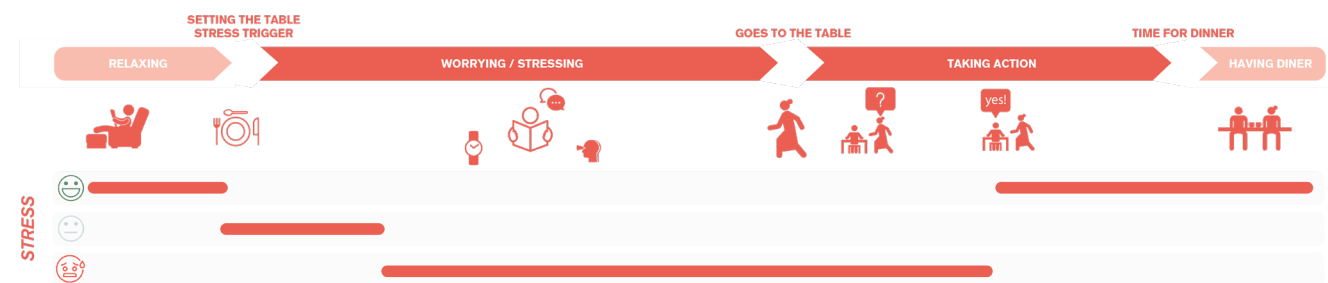 SETTING THE TABLE
STRESS TRIGGER
GOES TO THE TABLE
TIME FOR DINNER
RELAXING
WORRYING / STRESSING
TAKING ACTION
HAVING DINER
?
yes!
STRESS